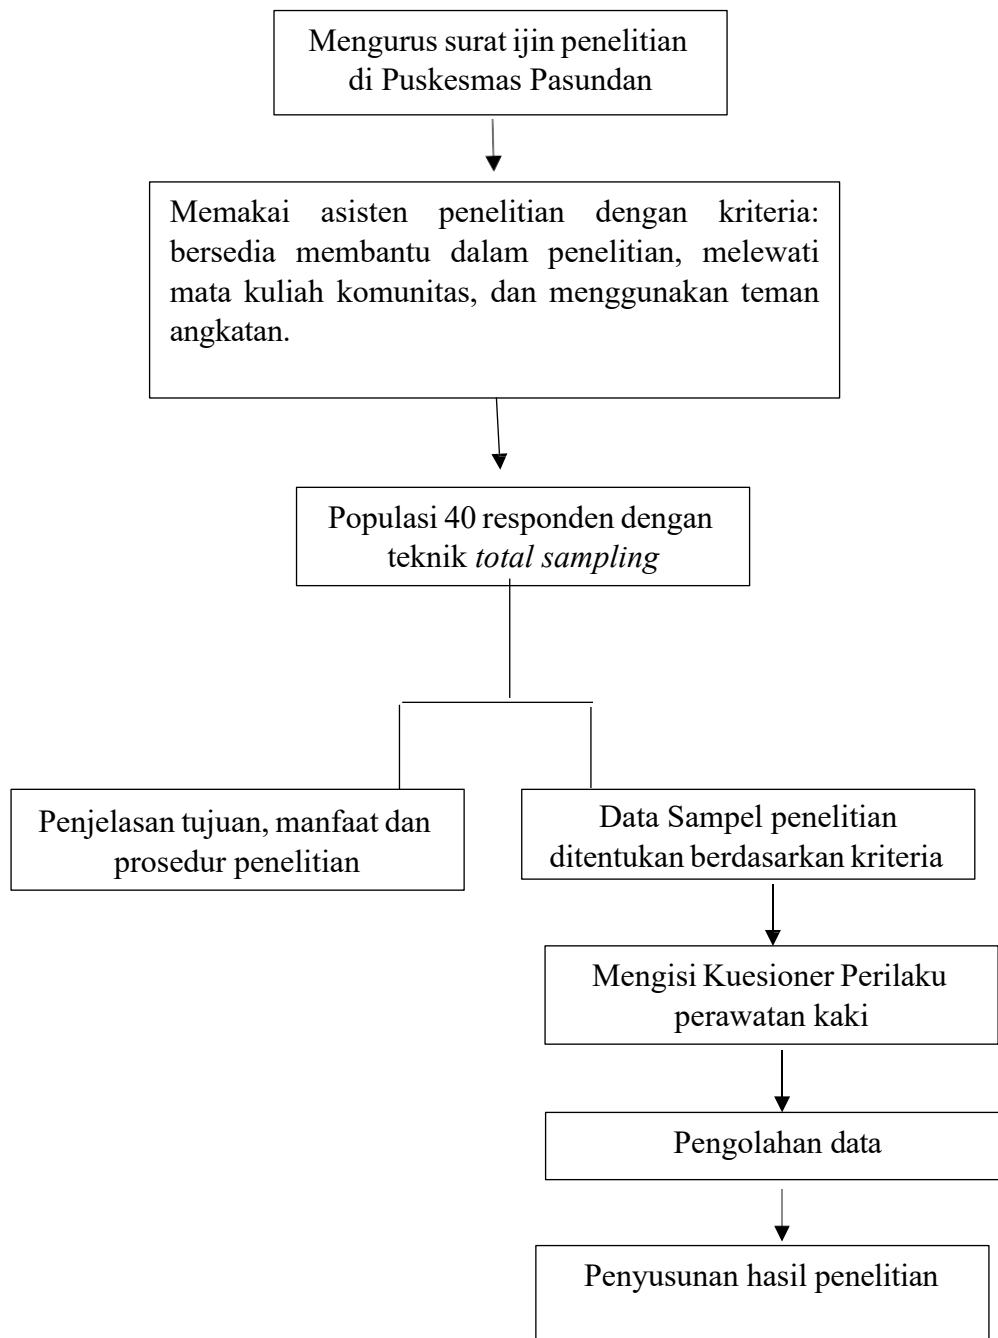 Mengurus surat ijin penelitian
di Puskesmas Pasundan
Memakai asisten penelitian dengan kriteria:
bersedia membantu dalam penelitian, melewati
mata kuliah komunitas, dan menggunakan teman
angkatan.
Populasi 40 responden dengan
teknik total sampling
Penjelasan tujuan, manfaat dan
prosedur penelitian
Data Sampel penelitian
ditentukan berdasarkan kriteria
Mengisi Kuesioner Perilaku
perawatan kaki
Pengolahan data
Penyusunan hasil penelitian